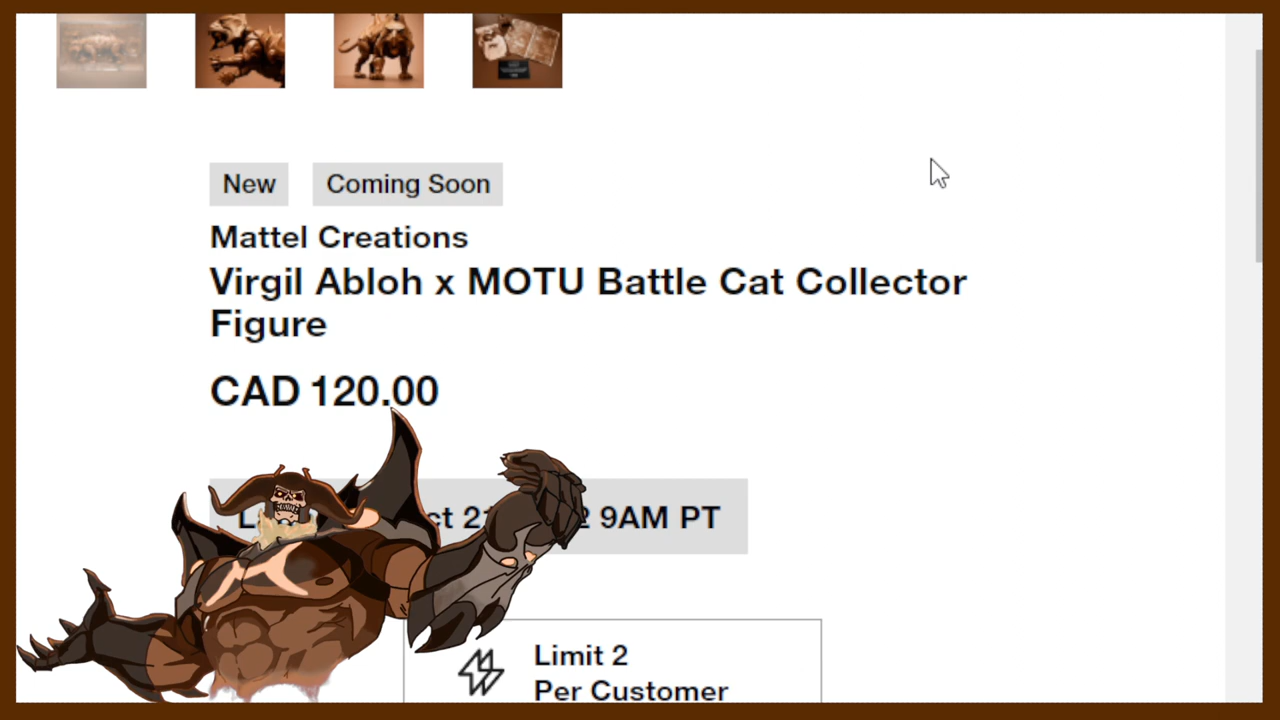 New
Coming Soon
Mattel Creations
Virgil Abloh x MOTU Battle Cat Collector
Figure
CAD 120.00
9AM PT
Limit 2
Per Customer